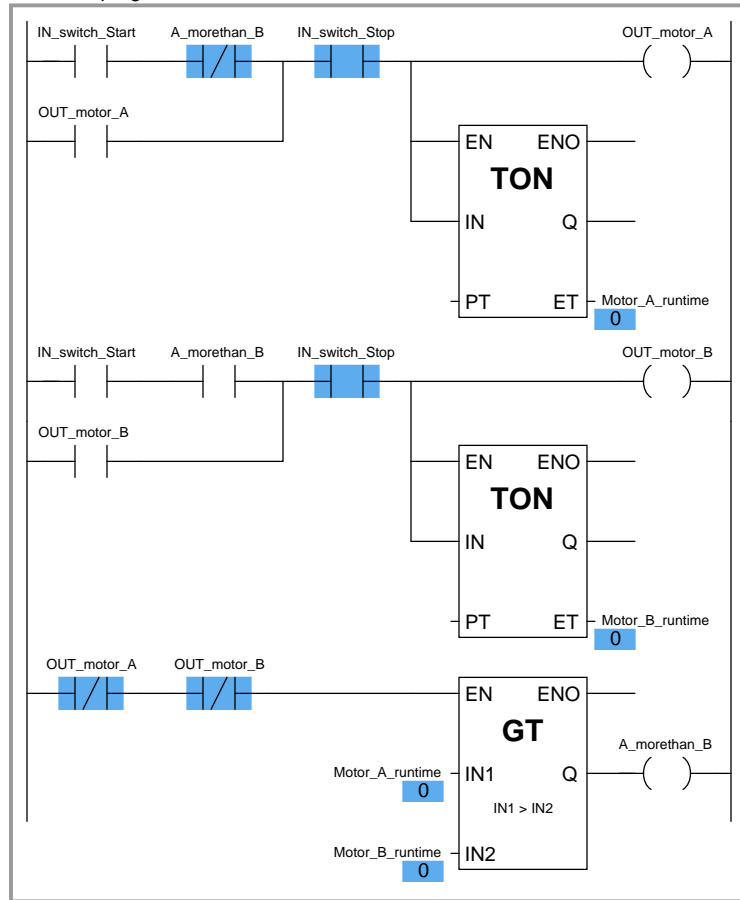 IN_switch_Start A_morethan_B IN_switch_Stop OUT_motor_A
OUT_motor_A
EN ENO
TON
IN Q
PT ET Motor_A_runtime
0
IN_switch_Start A_morethan_B IN_switch_Stop OUT_motor_B
OUT_motor_B
EN ENO
TON
IN Q
PT ET Motor_B_runtime
0
OUT_motor_A OUT_motor_B
EN ENO
GT
A_morethan_B
Motor_A_runtime IN1 Q
0
IN1 > IN2
Motor_B_runtime IN2
0